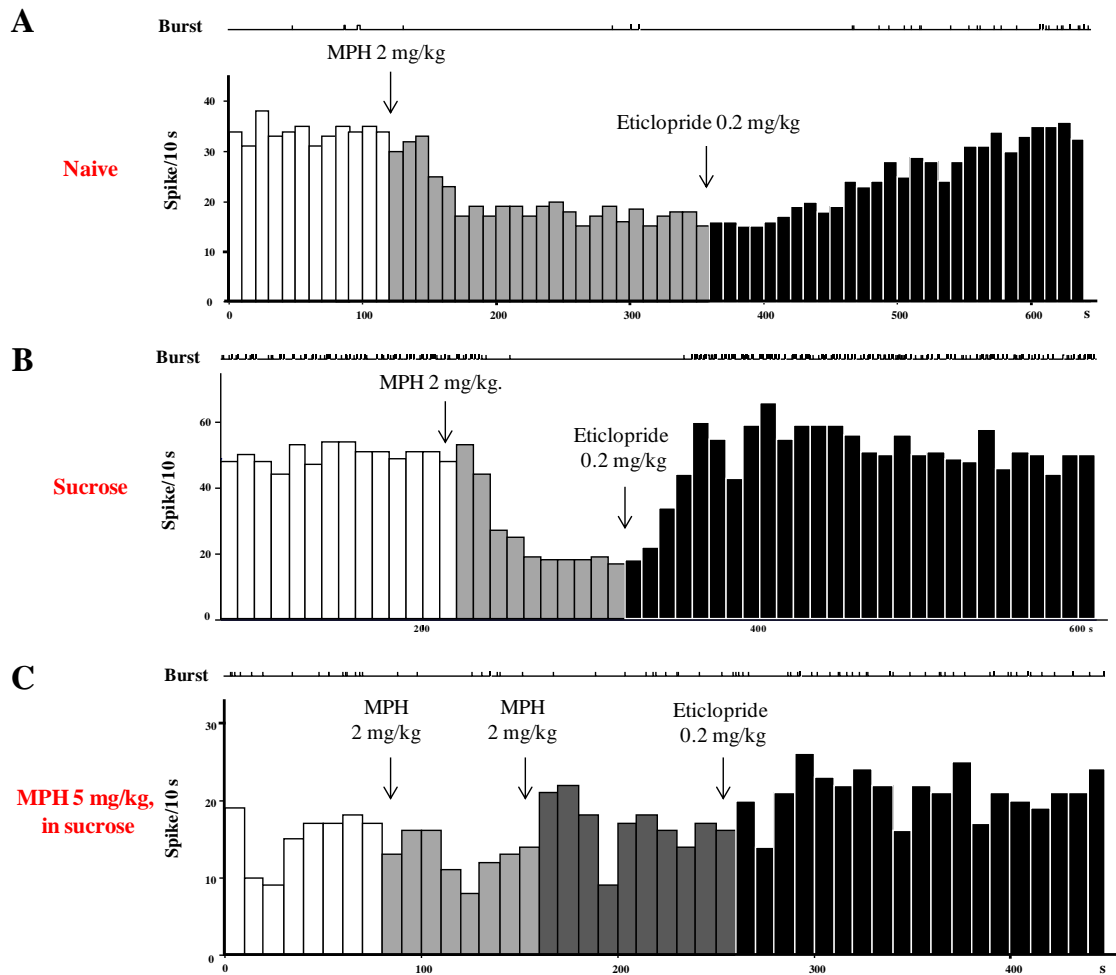 A
Burst
MPH 2 mg/kg
Eticlopride 0.2 mg/kg
Naive
Spike/10 s
40
30
20
10
0
0 100 200 300 400 500 600 s
B
Burst
MPH 2 mg/kg.
Eticlopride
0.2 mg/kg
Sucrose
Spike/10s
60
40
20
0
200 400 600 s
C
Burst
MPH
2 mg/kg
MPH
2 mg/kg
Eticlopride
0.2 mg/kg
MPH 5 mg/kg,
in sucrose
Spike/10 s
30
20
10
0
0 100 200 300 400 s